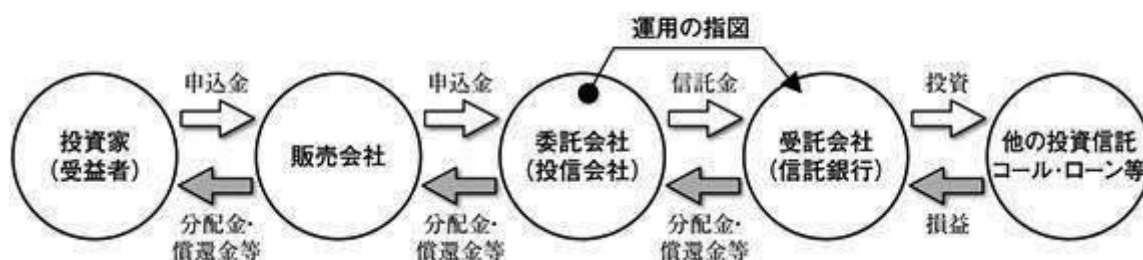 運用の指図
申込金
申込金
信託金
投資
投資家
(受益者)
販売会社
委託会社
(投信会社)
受託会社
(信託銀行)
他の投資信託
コール・ローン等
分配金・
償還金等
分配金・
償還金等
分配金・
償還金等
損益